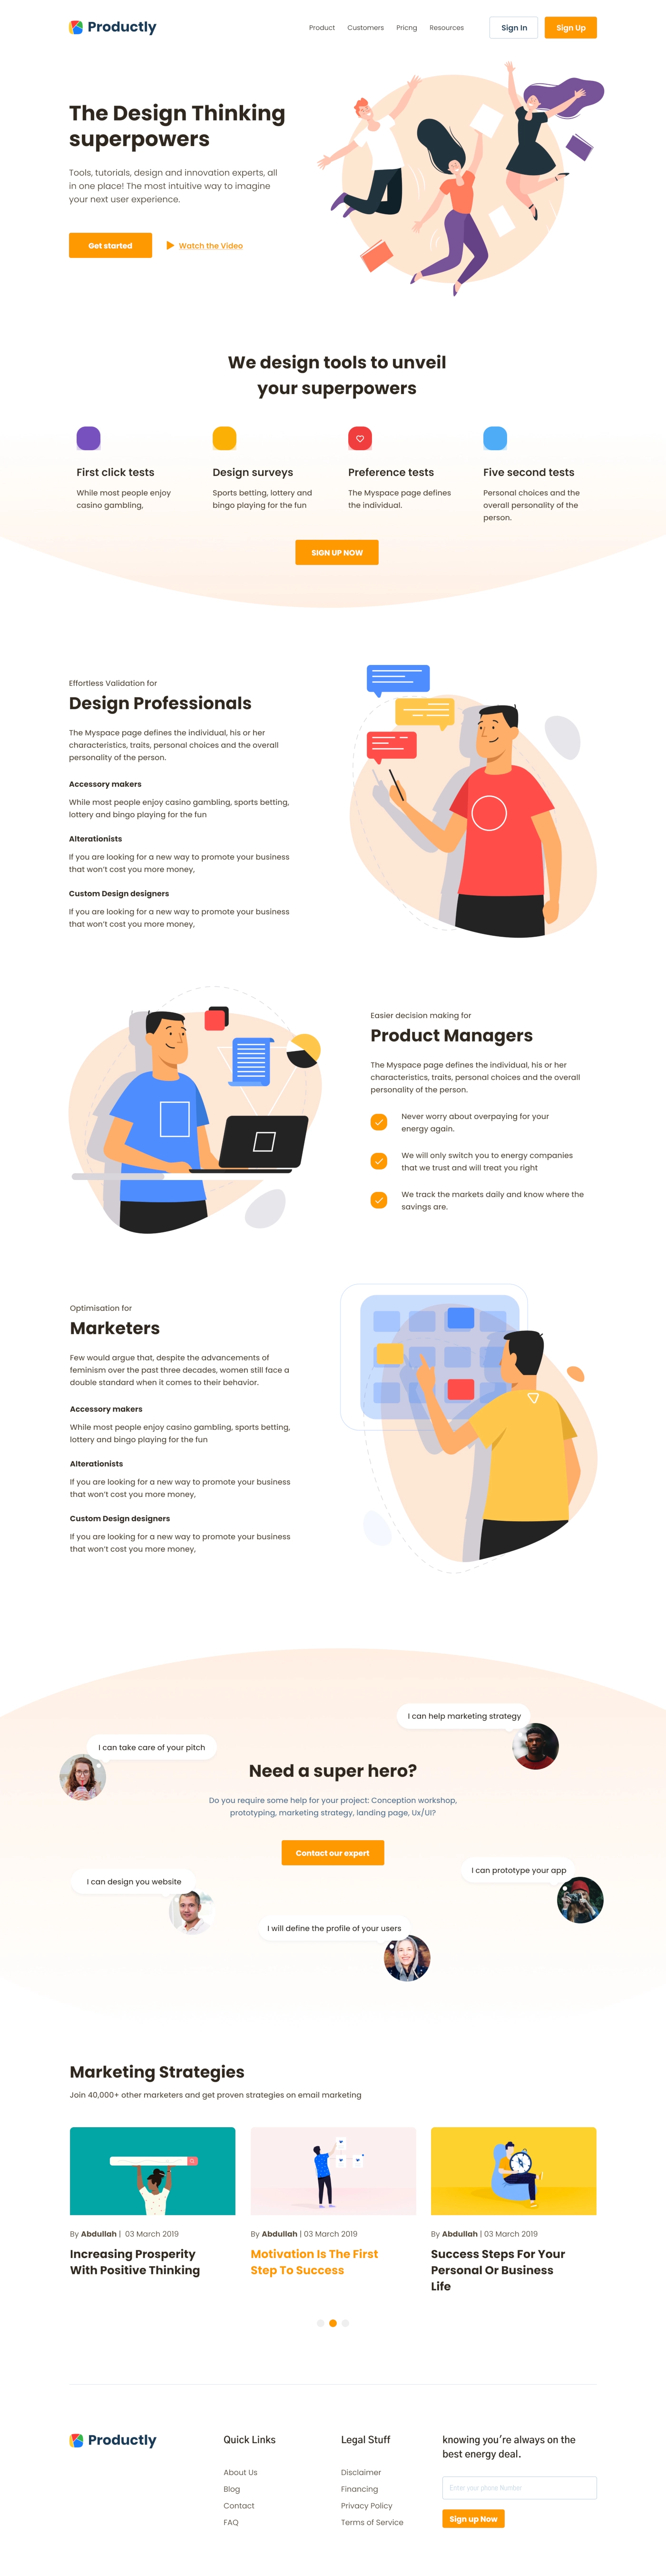 Productly
Product Customers Pricng Resources Sign In Sign Up
The Design Thinking
superpowers
Tools, tutorials, design and innovation experts, all
in one place! The most intuitive way to imagine
your next user experience.
Get started Watch the Video
We design tools to unveil
your superpowers
First click tests
While most people enjoy
casino gambling,
Design surveys
Sports betting, lottery and
bingo playing for the fun
Preference tests
The Myspace page defines
the individual.
Five second tests
Personal choices and the
overall personality of the
person.
SIGN UP NOW
Effortless Validation for
Design Professionals
The Myspace page defines the individual, his or her
characteristics, traits, personal choices and the overall
personality of the person.
Accessory makers
While most people enjoy casino gambling, sports betting,
lottery and bingo playing for the fun
Alterationists
If you are looking for a new way to promote your business
that won't cost you more money,
Custom Design designers
If you are looking for a new way to promote your business
that won't cost you more money,
Easier decision making for
Product Managers
The Myspace page defines the individual, his or her
characteristics, traits, personal choices and the overall
personality of the person.
Never worry about overpaying for your
energy again.
We will only switch you to energy companies
that we trust and will treat you right
We track the markets daily and know where the
savings are.
Optimisation for
Marketers
Few would argue that, despite the advancements of
feminism over the past three decades, women still face a
double standard when it comes to their behavior.
Accessory makers
While most people enjoy casino gambling, sports betting,
lottery and bingo playing for the fun
Alterationists
If you are looking for a new way to promote your business
that won't cost you more money,
Custom Design designers
If you are looking for a new way to promote your business
that won't cost you more money,
I can help marketing strategy
I can take care of your pitch
Need a super hero?
Do you require some help for your project: Conception workshop,
prototyping, marketing strategy, landing page, Ux/UI?
Contact our expert
I can prototype your app
I can design you website
I will define the profile of your users
Marketing Strategies
Join 40,000+ other marketers and get proven strategies on email marketing
By Abdullah | 03 March 2019
Increasing Prosperity
With Positive Thinking
By Abdullah | 03 March 2019
Motivation Is The First
Step To Success
By Abdullah | 03 March 2019
Success Steps For Your
Personal Or Business
Life
Productly
Quick Links
About Us
Blog
Contact
FAQ
Legal Stuff
Disclaimer
Financing
Privacy Policy
Terms of Service
knowing you're always on the
best energy deal.
Enter your phone Number
Sign up Now